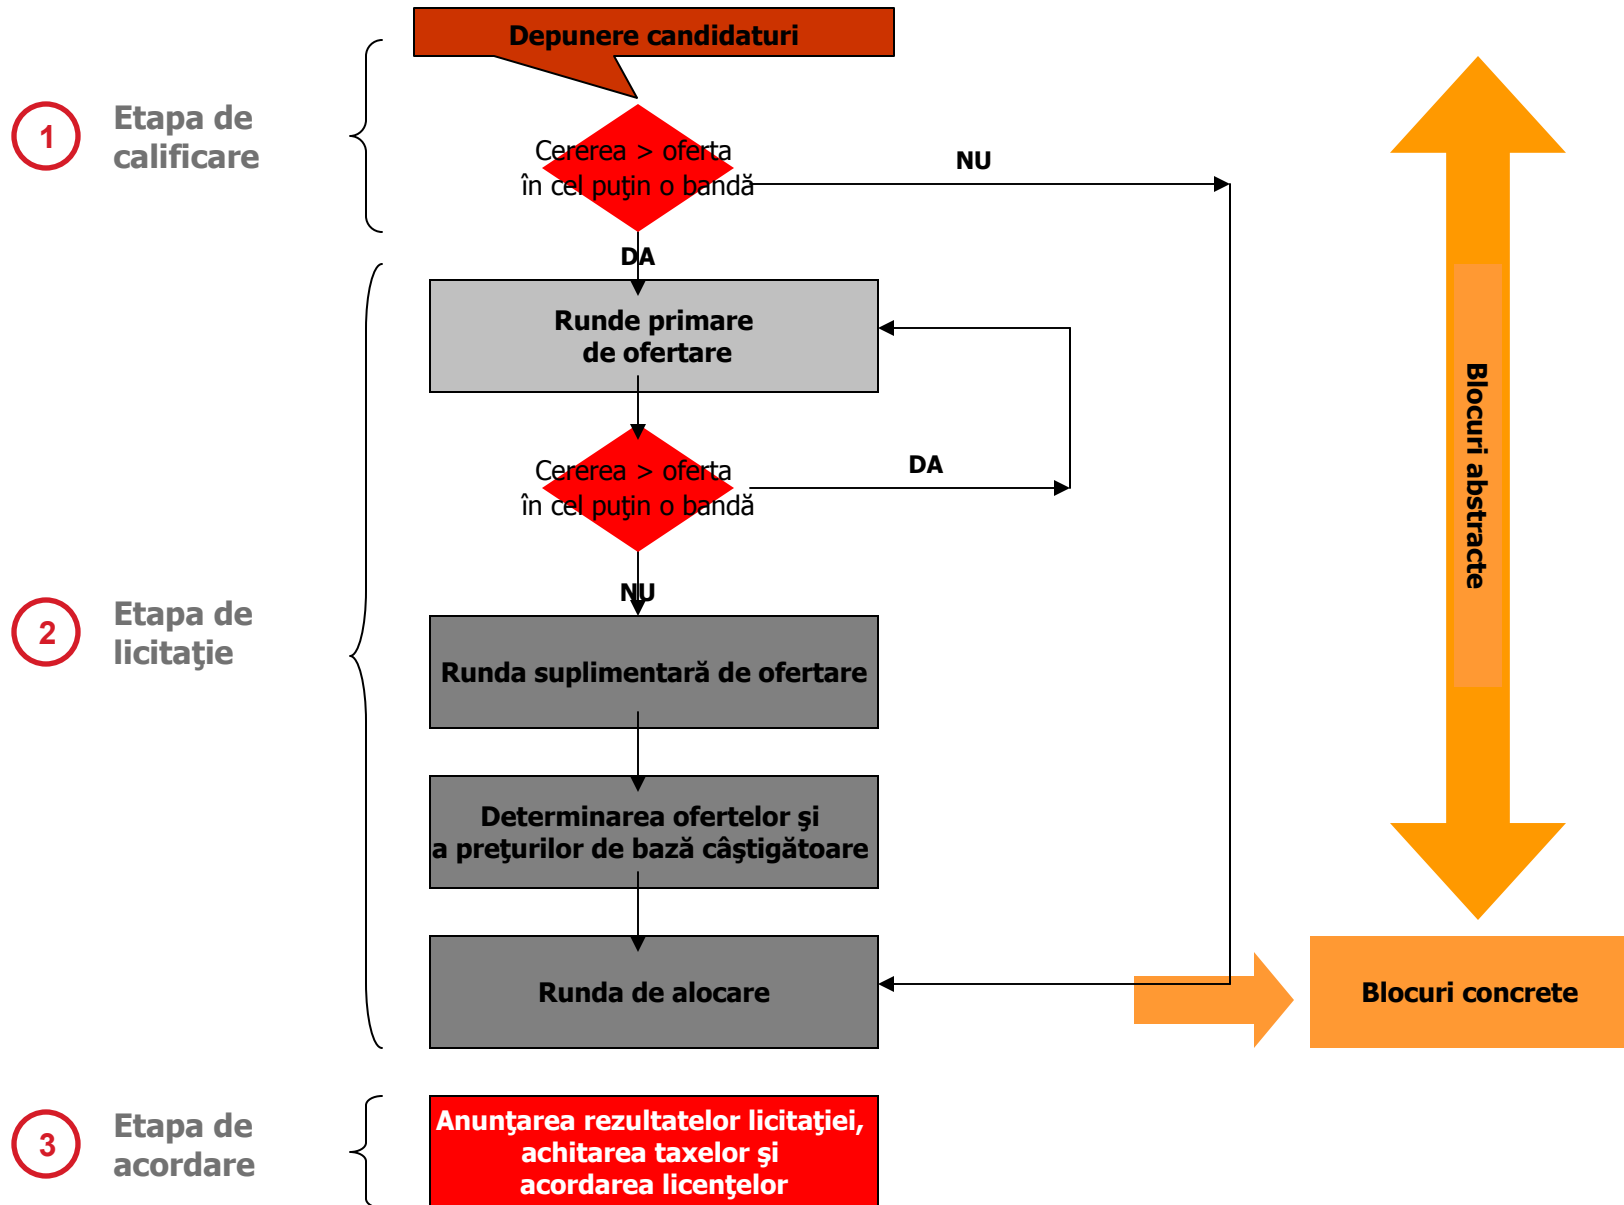 Depunere candidaturi
1
Etapa de
calificare
Cererea > oferta
în cel puţin o bandă
NU
DA
Runde primare
de ofertare
Cererea > oferta
în cel puţin o bandă
DA
NU
2
Etapa de
licitaţie
Runda suplimentară de ofertare
Determinarea ofertelor şi
a preţurilor de bază câştigătoare
Runda de alocare
Blocuri abstracte
Blocuri concrete
3
Etapa de
acordare
Anunţarea rezultatelor licitaţiei,
achitarea taxelor şi
acordarea licenţelor